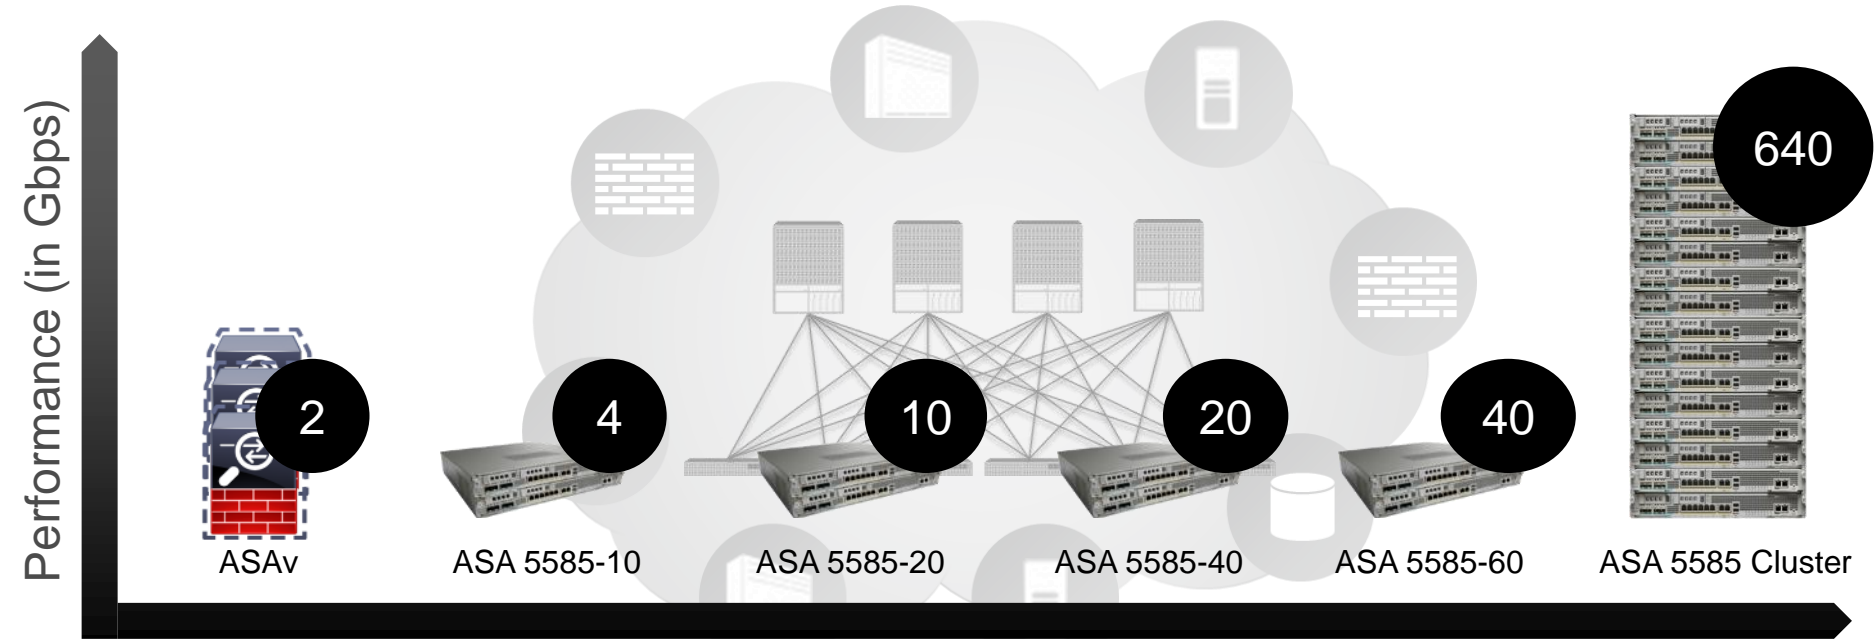 Performance (in Gbps)
2
4
10
20
40
640
ASAv
ASA 5585-10
ASA 5585-20
ASA 5585-40
ASA 5585-60
ASA 5585 Cluster